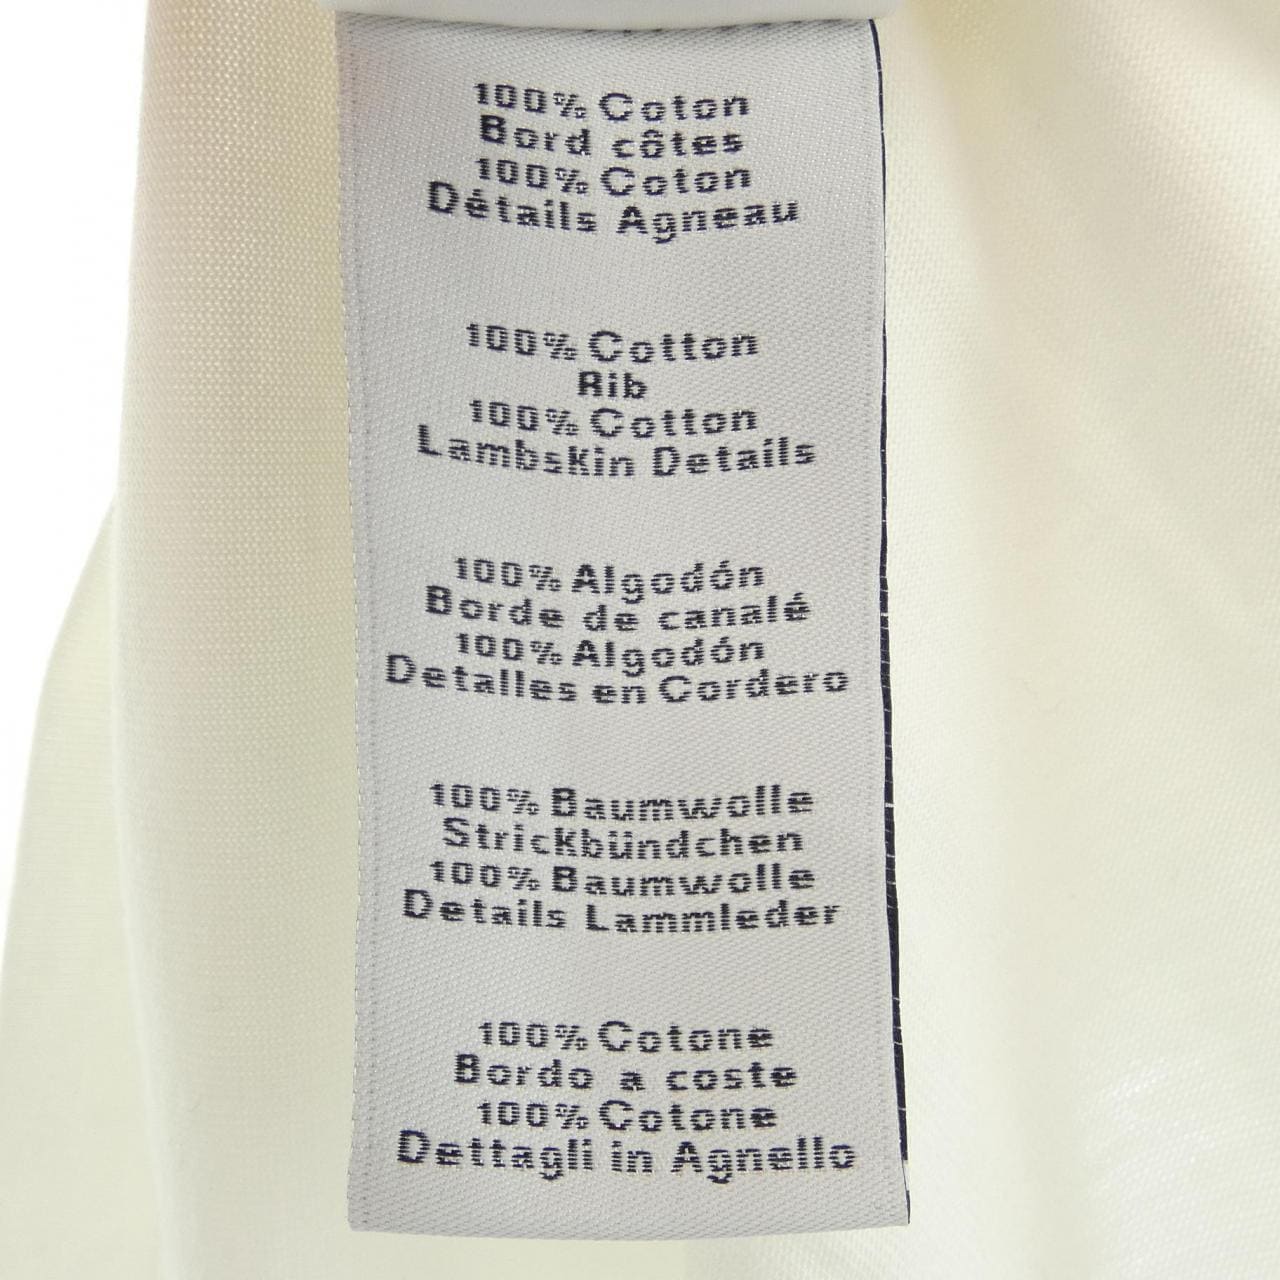 100% Coton
Bord côtes
100% Coton
Détails Agneau
100% Cotton
Rib
100% Cotton
Lambskin Details
100% Algodón
Borde de canalé
100% Algodón
Detalles en Cordero
100% Baumwolle
Strickbündchen
100% Baumwolle
Details Lammleder
100% Cotone
Bordo a coste
100% Cotone
Dettagli in Agnello